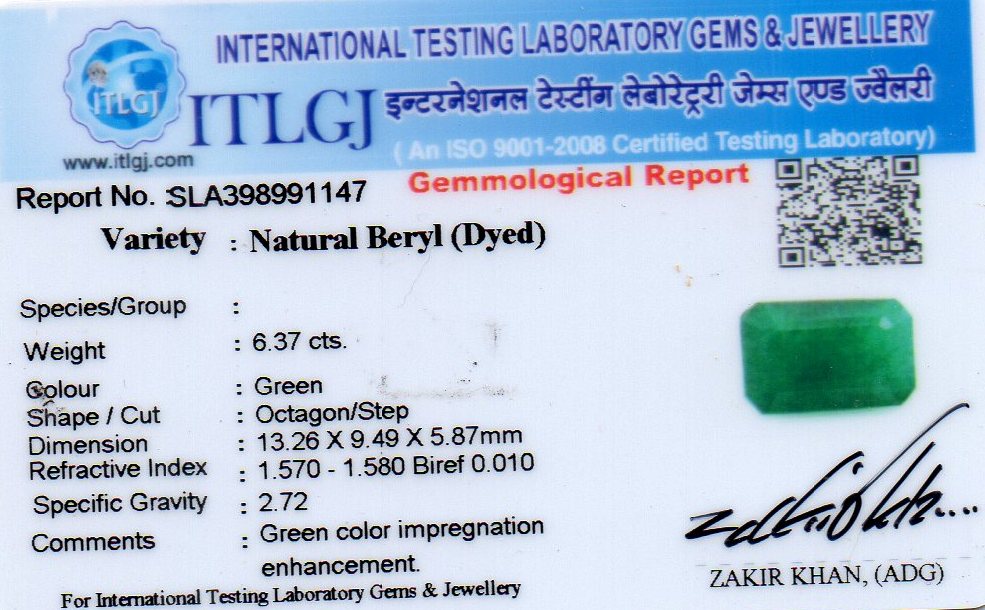 INTERNATIONAL TESTING LABORATORY GEMS & JEWELLERY
ITLGJ
ITLGJ इन्टरनेशनल टेस्टींग लेबोरेट्ररी जेम्स एण्ड ज्वैलरी
www.itlgj.com
( An ISO 9001-2008 Certified Testing Laboratory)
Report No. :SLA398991147
Gemmological Report
Variety : Natural Beryl (Dyed)
Species/Group :
Weight : 6.37 cts.
Colour : Green
Shape / Cut : Octagon/Step
Dimension : 13.26 X 9.49 X 5.87mm
Refractive Index : 1.570 - 1.580 Biref 0.010
Specific Gravity : 2.72
Comments : Green color impregnation
enhancement.
ZAKIR KHAN, (ADG)
For International Testing Laboratory Gems & Jewellery